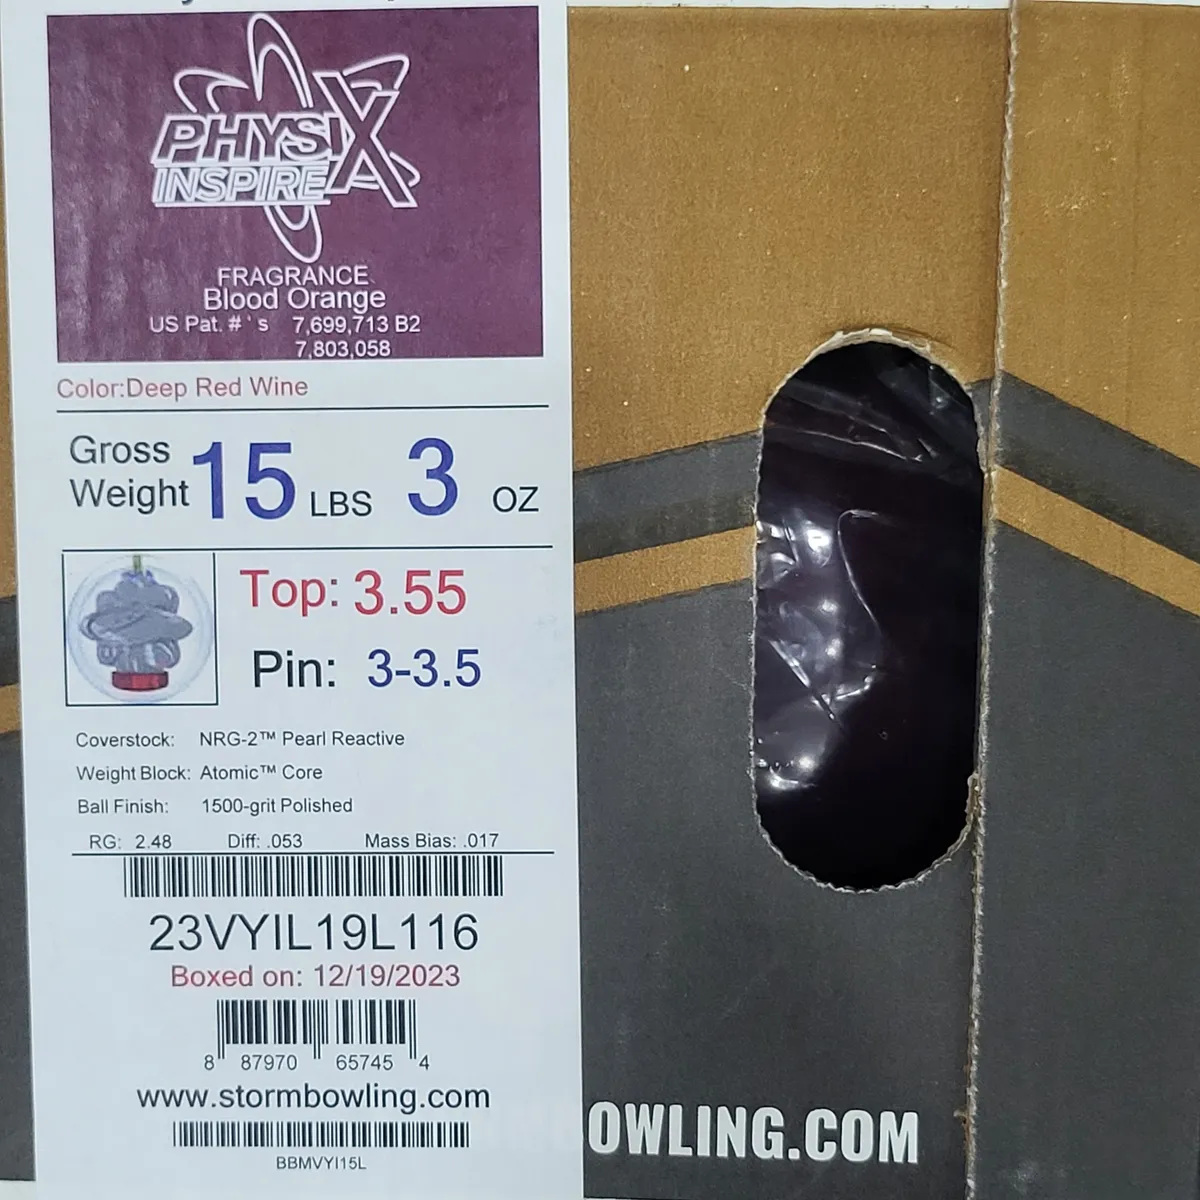 PHYSIX
INSPIRE
FRAGRANCE
Blood Orange
US Pat. # ' s 7,699,713 B2
7,803,058
Color:Deep Red Wine
Gross Weight 15 LBS 3 OZ
Top: 3.55
Pin: 3-3.5
Coverstock: NRG-2™ Pearl Reactive
Weight Block: Atomic™ Core
Ball Finish: 1500-grit Polished
RG: 2.48 Diff: .053 Mass Bias: .017
23VYIL19L116
Boxed on: 12/19/2023
8 87970 65745 4
www.stormbowling.com
BBMVYI15L
OWLING.COM